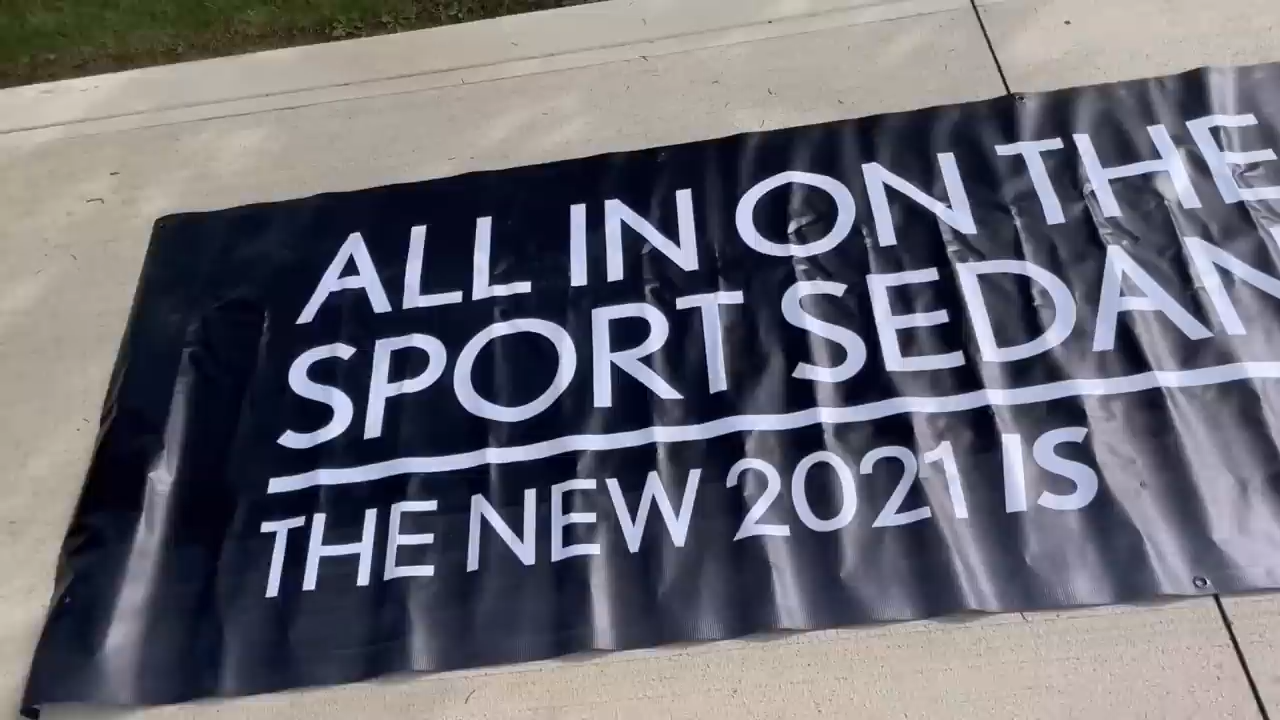 ALL IN ON THE
SPORT SEDAN
THE NEW 2021 IS